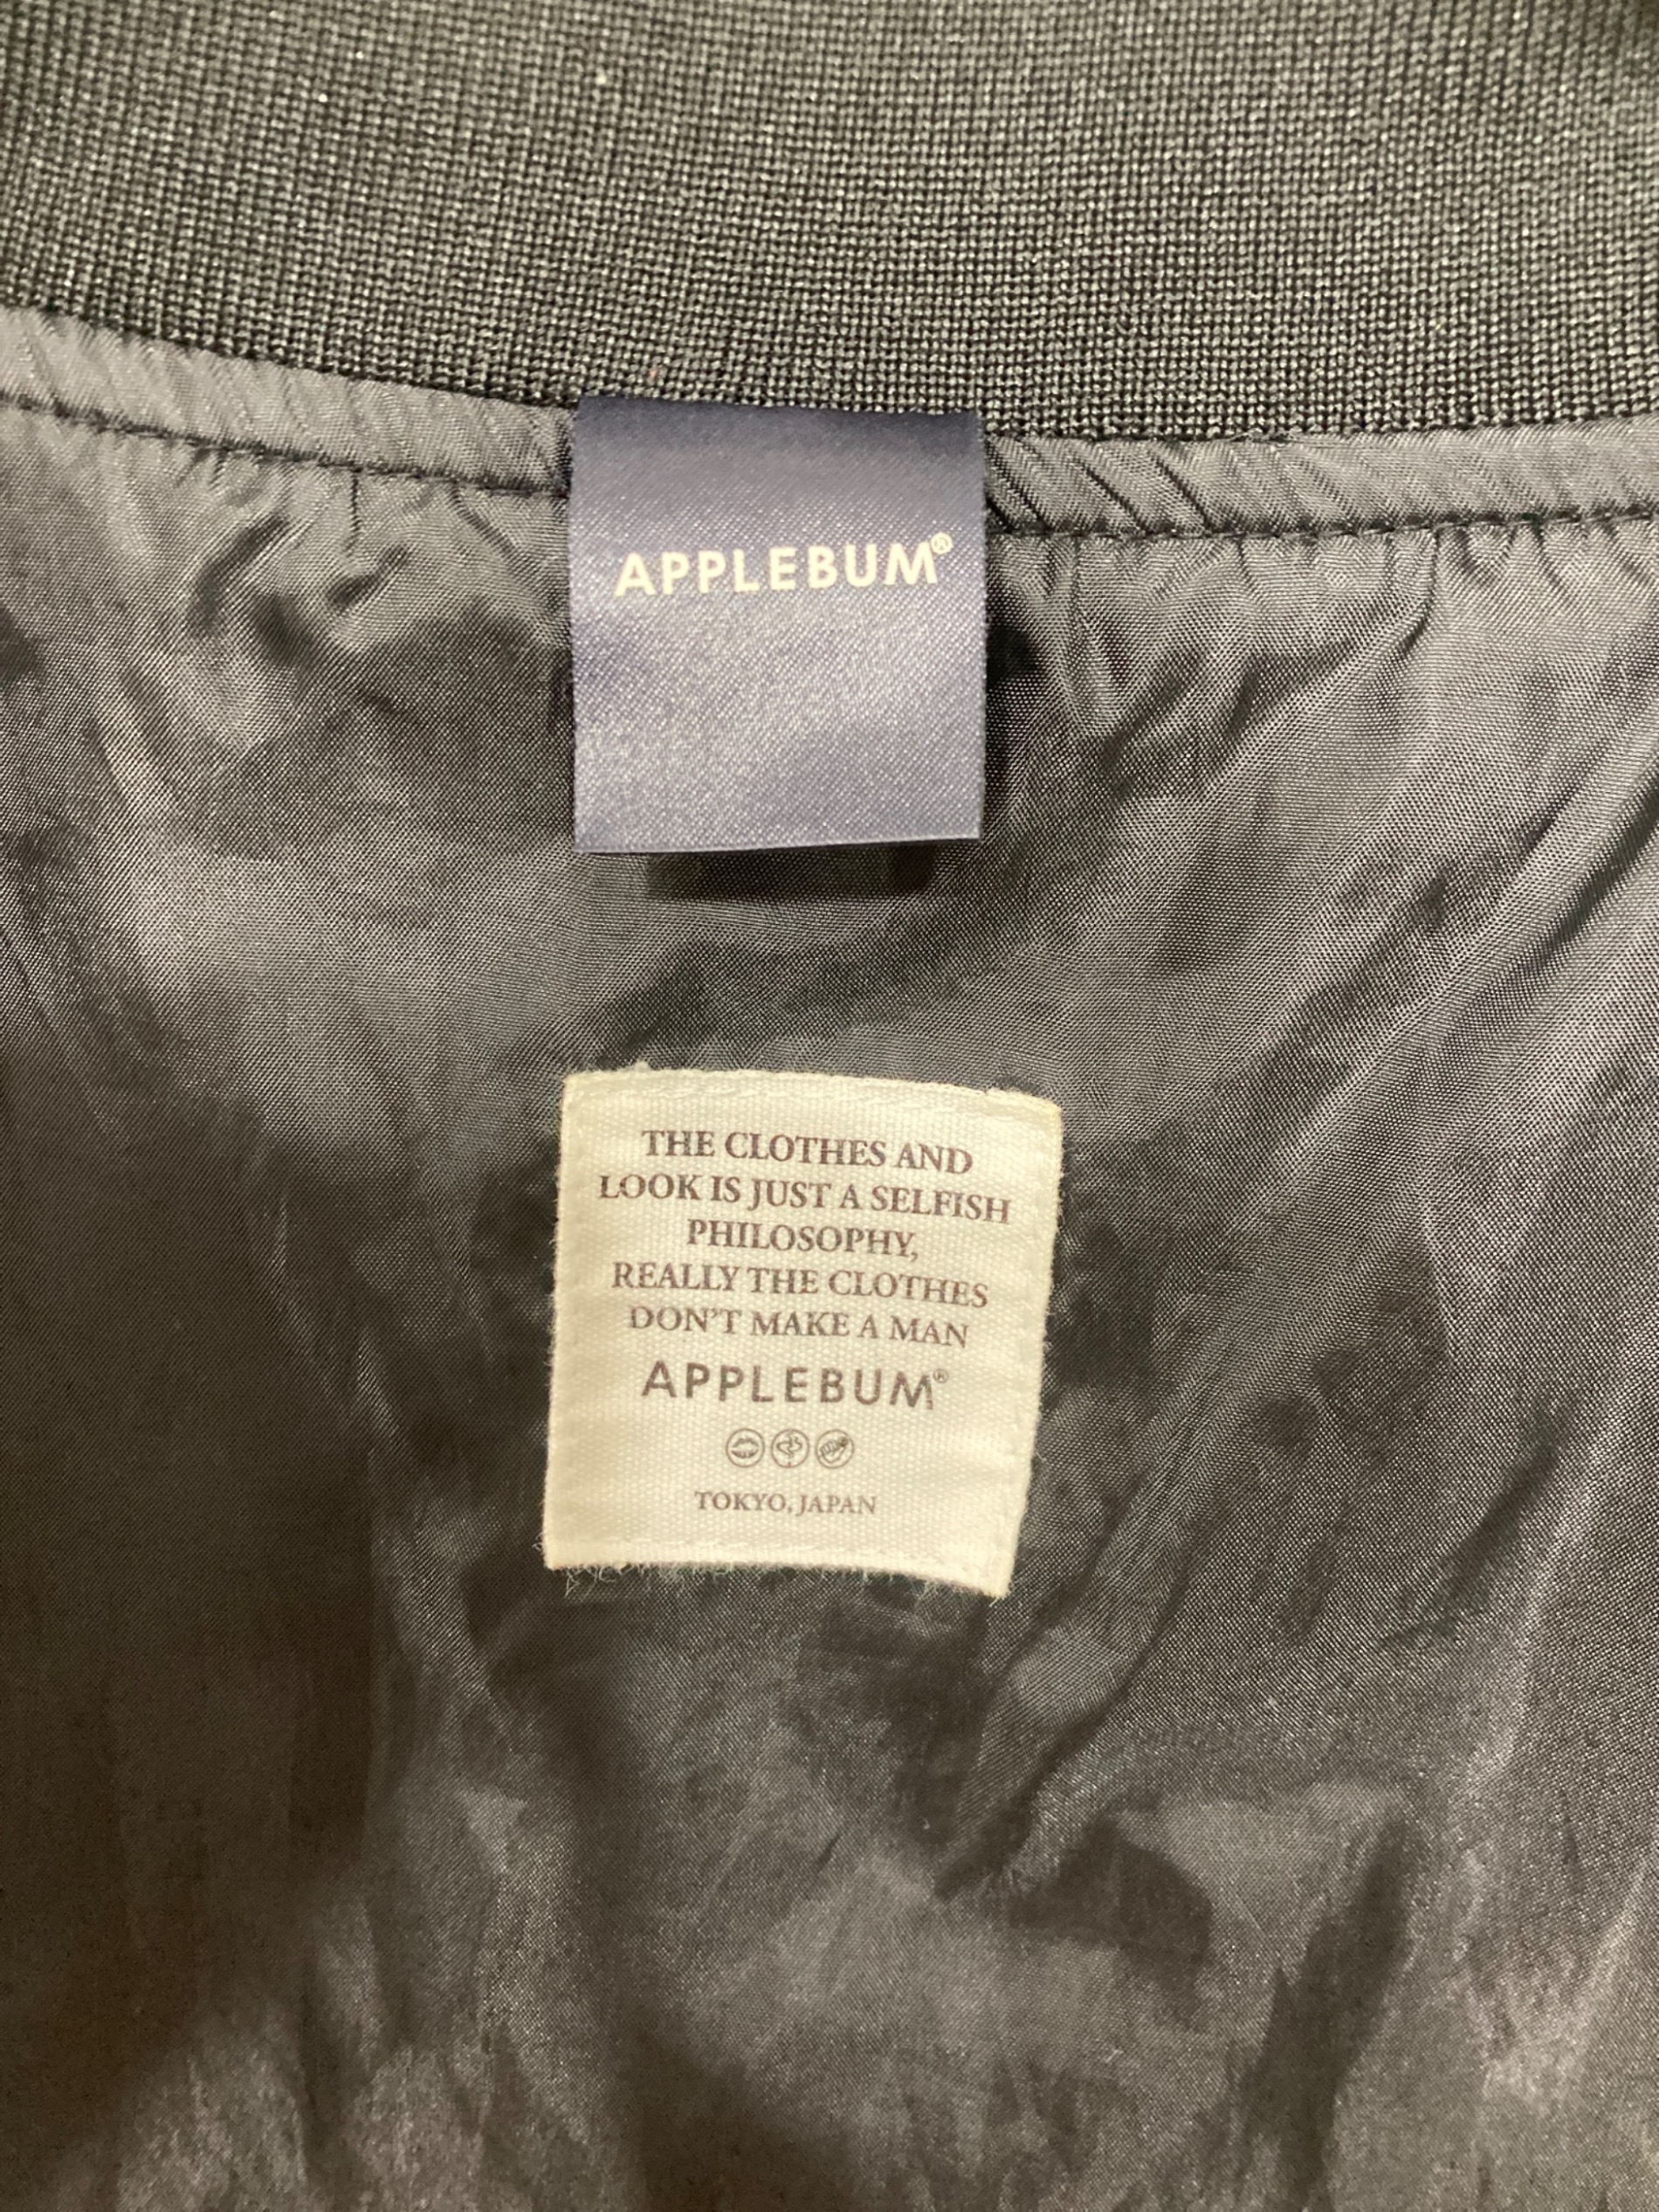 APPLEBUM®
THE CLOTHES AND
LOOK IS JUST A SELFISH
PHILOSOPHY,
REALLY THE CLOTHES
DON'T MAKE A MAN
APPLEBUM®
TOKYO, JAPAN